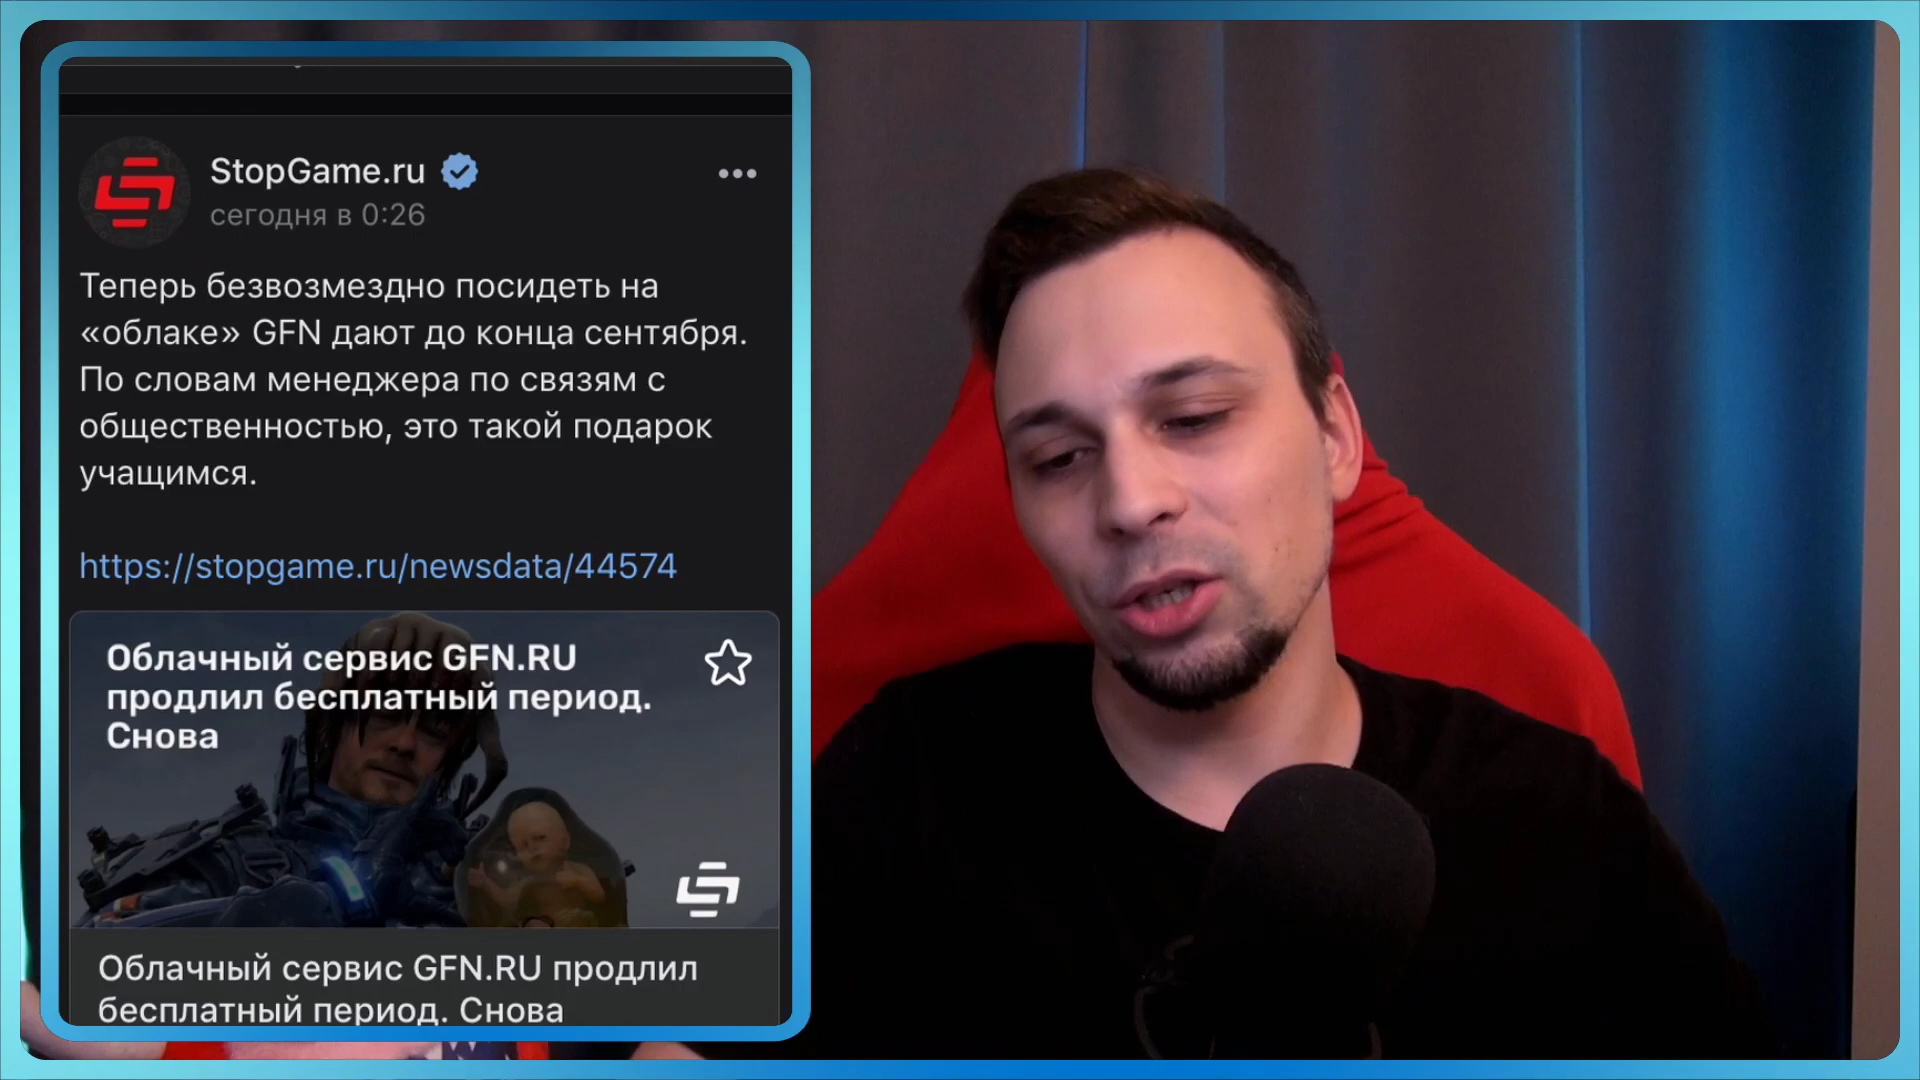 StopGame.ru
сегодня в 0:26
Теперь безвозмездно посидеть на
«облаке» GFN дают до конца сентября.
По словам менеджера по связям с
общественностью, это такой подарок
учащимся.
https://stopgame.ru/newsdata/44574
Облачный сервис GFN.RU
продлил бесплатный период.
Снова
Облачный сервис GFN.RU продлил
бесплатный период. Снова